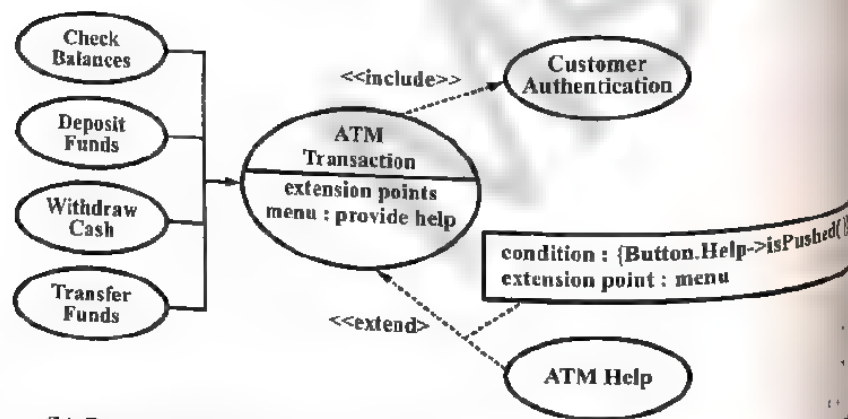 Check
Balances
Deposit
Funds
Withdraw
Cash
Transfer
Funds
<<include>>
Customer
Authentication
ATM
Transaction
extension points
menu : provide help
condition : {Button.Help->isPushed()}
extension point : menu
<<extend>
ATM Help